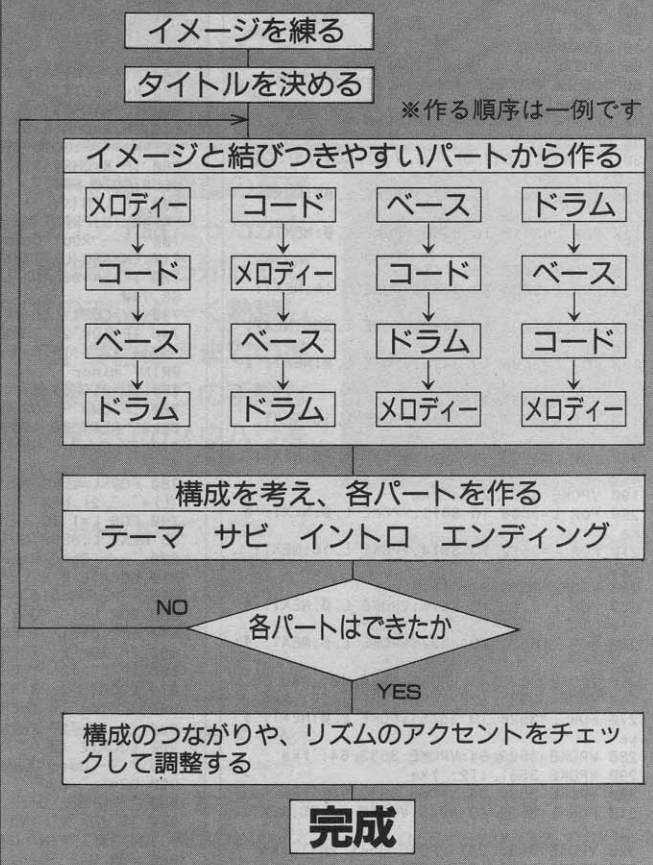 イメージを練る
タイトルを決める
※作る順序は一例です
イメージと結びつきやすいパートから作る
メロディー
コード
ベース
ドラム
コード
メロディー
ベース
ドラム
ベース
コード
ドラム
メロディー
ドラム
ベース
コード
メロディー
構成を考え、各パートを作る
テーマ サビ イントロ エンディング
NO
各パートはできたか
YES
構成のつながりや、リズムのアクセントをチェッ
クして調整する
完成